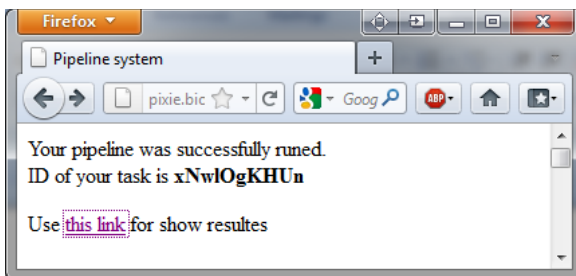 Firefox
Pipeline system
pixie.bic
Goog
ABP
Your pipeline was successfully runed.
ID of your task is xNwlOgKHUn
Use this link for show resultes